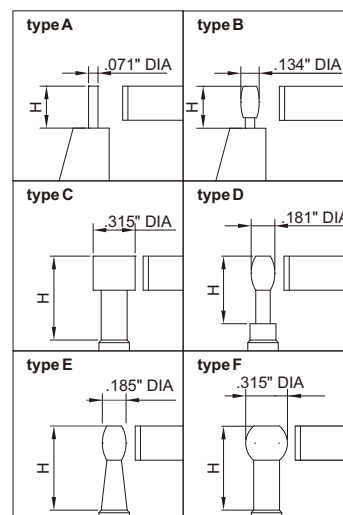 type A
.071" DIA
H
type B
.134" DIA
H
type C
.315" DIA
H
type D
.181" DIA
H
type E
.185" DIA
H
type F
.315" DIA
H